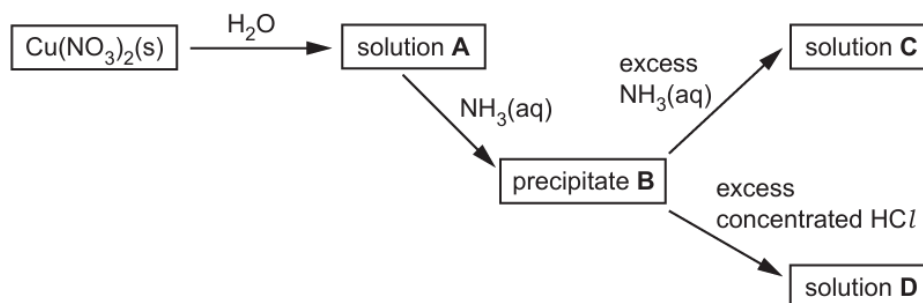 Cu(NO₃)₂(s)
H₂O
solution A
NH₃(aq)
precipitate B
excess
NH₃(aq)
solution C
excess
concentrated HCl
solution D